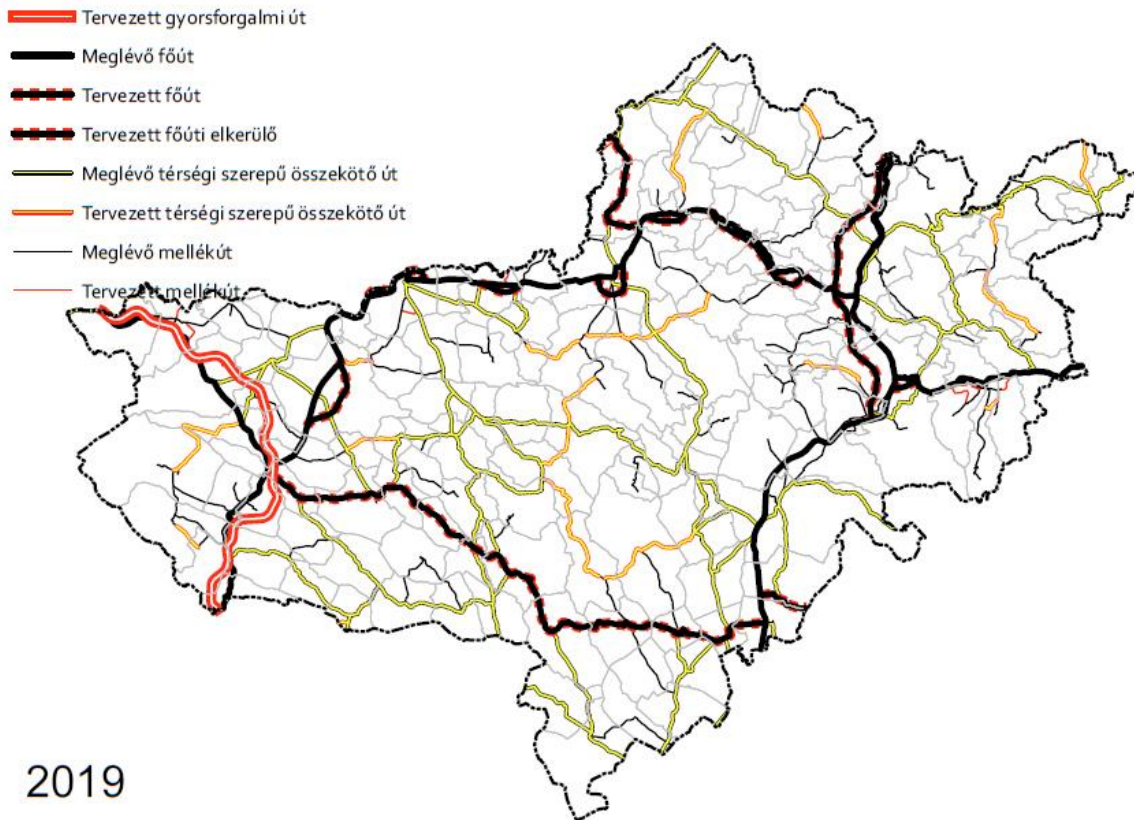 Tervezett gyorsforgalmi út
Meglévő főút
Tervezett főút
Tervezett főúti elkerülő
Meglévő térségi szerepű összekötő út
Tervezett térségi szerepű összekötő út
Meglévő mellékút
Tervezett mellékút
2019